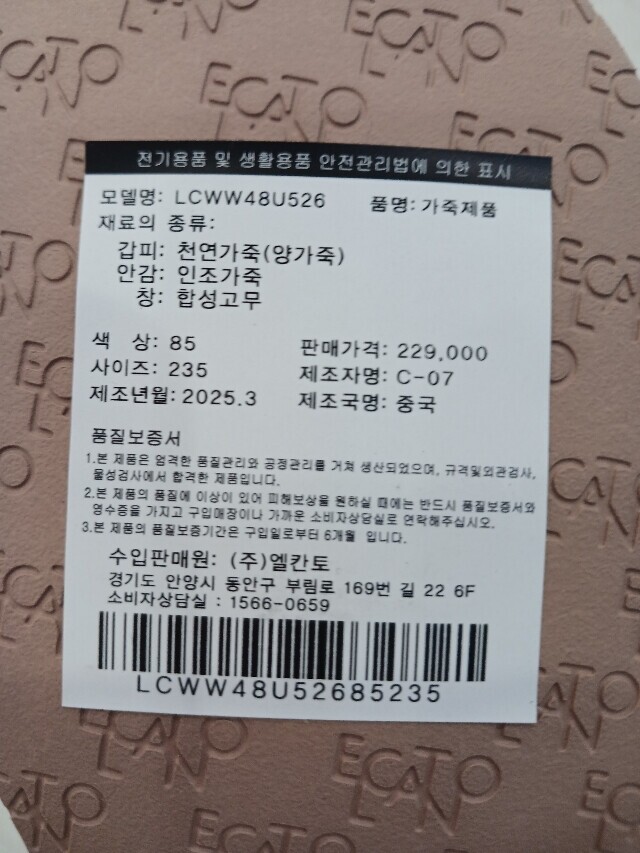 전기용품 및 생활용품 안전관리법에 의한 표시
모델명: LCWW48U526 품명: 가죽제품
재료의 종류:
갑피: 천연가죽(양가죽)
안감: 인조가죽
창: 합성고무
색 상: 85 판매가격: 229,000
사이즈: 235 제조자명: C-07
제조년월: 2025.3 제조국명: 중국
품질보증서
1.본 제품은 엄격한 품질관리와 공정관리를 거쳐 생산되었으며, 규격및외관검사,
물성검사에서 합격한 제품입니다.
2.본 제품의 품질에 이상이 있어 피해보상을 원하실 때에는 반드시 품질보증서와
영수증을 가지고 구입매장이나 가까운 소비자상담실로 연락해주십시오.
3.본 제품의 품질보증기간은 구입일로부터 6개월 입니다.
수입판매원: (주)엘칸토
경기도 안양시 동안구 부림로 169번 길 22 6F
소비자상담실 : 1566-0659
LCWW48U52685235
ELCANTO